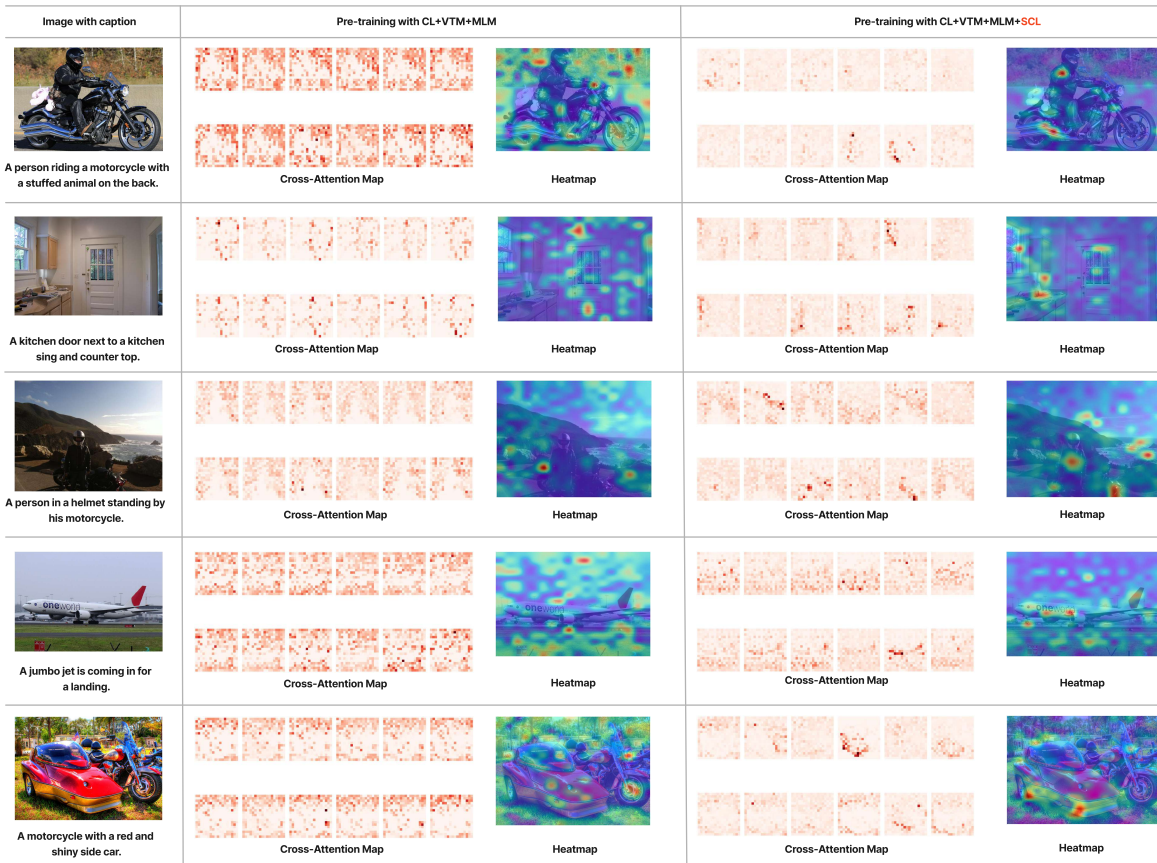 Image with caption
Pre-training with CL+VTM+MLM
Pre-training with CL+VTM+MLM+SCL
A person riding a motorcycle with
a stuffed animal on the back.
Cross-Attention Map
Heatmap
Cross-Attention Map
Heatmap
A kitchen door next to a kitchen
sing and counter top.
Cross-Attention Map
Heatmap
Cross-Attention Map
Heatmap
A person in a helmet standing by
his motorcycle.
Cross-Attention Map
Heatmap
Cross-Attention Map
Heatmap
oneworld
oneworld
oneworld
A jumbo jet is coming in for
a landing.
Cross-Attention Map
Heatmap
Cross-Attention Map
Heatmap
A motorcycle with a red and
shiny side car.
Cross-Attention Map
Heatmap
Cross-Attention Map
Heatmap